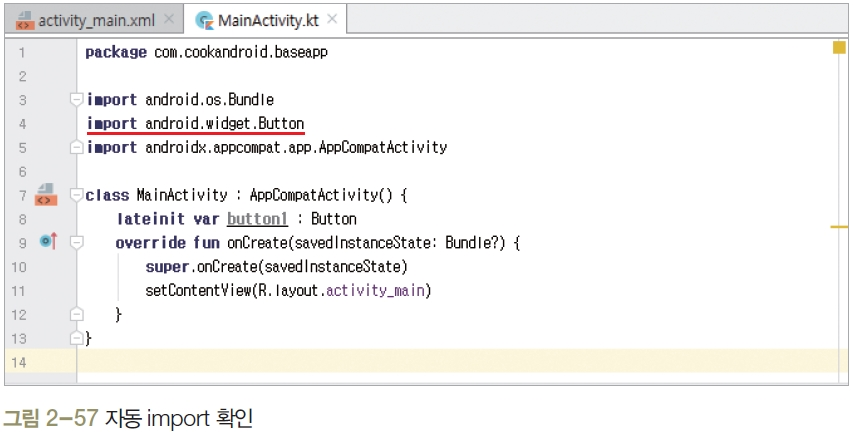 activity_main.xml × MainActivity.kt ×
1 package com.cookandroid.baseapp
2
3 import android.os.Bundle
4 import android.widget.Button
5 import androidx.appcompat.app.AppCompatActivity
6
7 class MainActivity : AppCompatActivity() {
8 lateinit var button1 : Button
9 override fun onCreate(savedInstanceState: Bundle?) {
10 super.onCreate(savedInstanceState)
11 setContentView(R.layout.activity_main)
12 }
13 }
14
그림 2-57 자동 import 확인